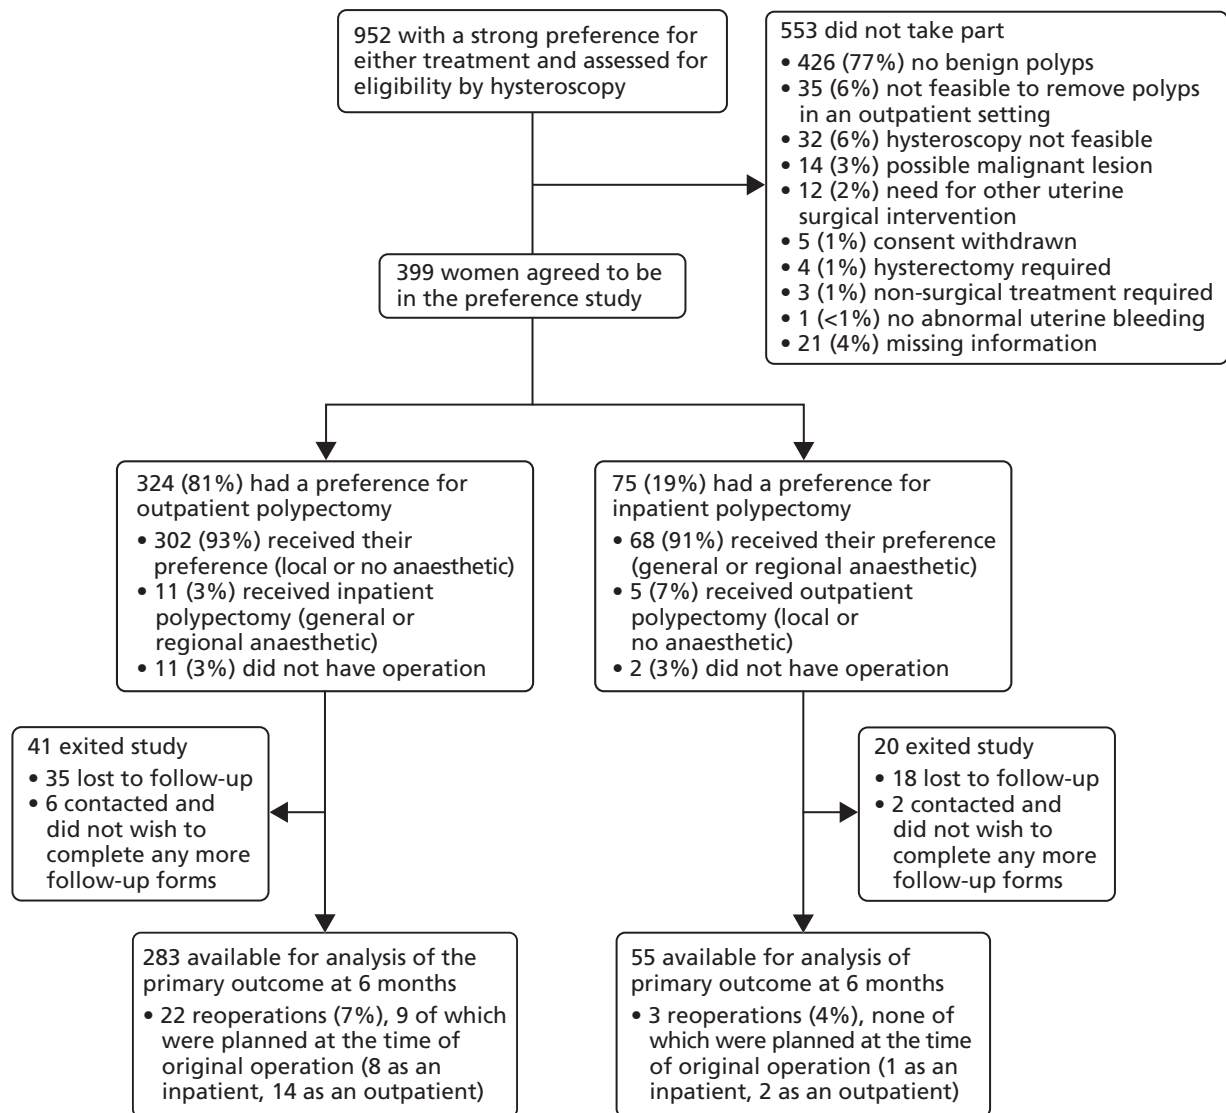 952 with a strong preference for
either treatment and assessed for
eligibility by hysteroscopy
553 did not take part
• 426 (77%) no benign polyps
• 35 (6%) not feasible to remove polyps
in an outpatient setting
• 32 (6%) hysteroscopy not feasible
• 14 (3%) possible malignant lesion
• 12 (2%) need for other uterine
surgical intervention
• 5 (1%) consent withdrawn
• 4 (1%) hysterectomy required
• 3 (1%) non-surgical treatment required
• 1 (<1%) no abnormal uterine bleeding
• 21 (4%) missing information
399 women agreed to be
in the preference study
324 (81%) had a preference for
outpatient polypectomy
• 302 (93%) received their
preference (local or no anaesthetic)
• 11 (3%) received inpatient
polypectomy (general or
regional anaesthetic)
• 11 (3%) did not have operation
75 (19%) had a preference for
inpatient polypectomy
• 68 (91%) received their preference
(general or regional anaesthetic)
• 5 (7%) received outpatient
polypectomy (local or
no anaesthetic)
• 2 (3%) did not have operation
41 exited study
• 35 lost to follow-up
• 6 contacted and
did not wish to
complete any more
follow-up forms
20 exited study
• 18 lost to follow-up
• 2 contacted and
did not wish to
complete any more
follow-up forms
283 available for analysis of the
primary outcome at 6 months
• 22 reoperations (7%), 9 of which
were planned at the time of
original operation (8 as an
inpatient, 14 as an outpatient)
55 available for analysis of
primary outcome at 6 months
• 3 reoperations (4%), none of
which were planned at the time
of original operation (1 as an
inpatient, 2 as an outpatient)